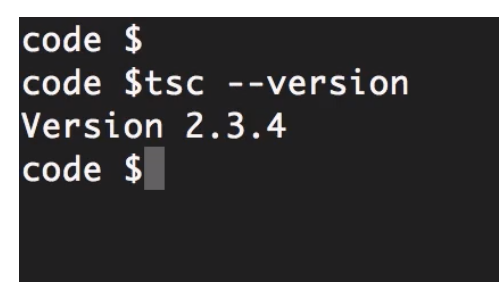 code $
code $tsc --version
Version 2.3.4
code $